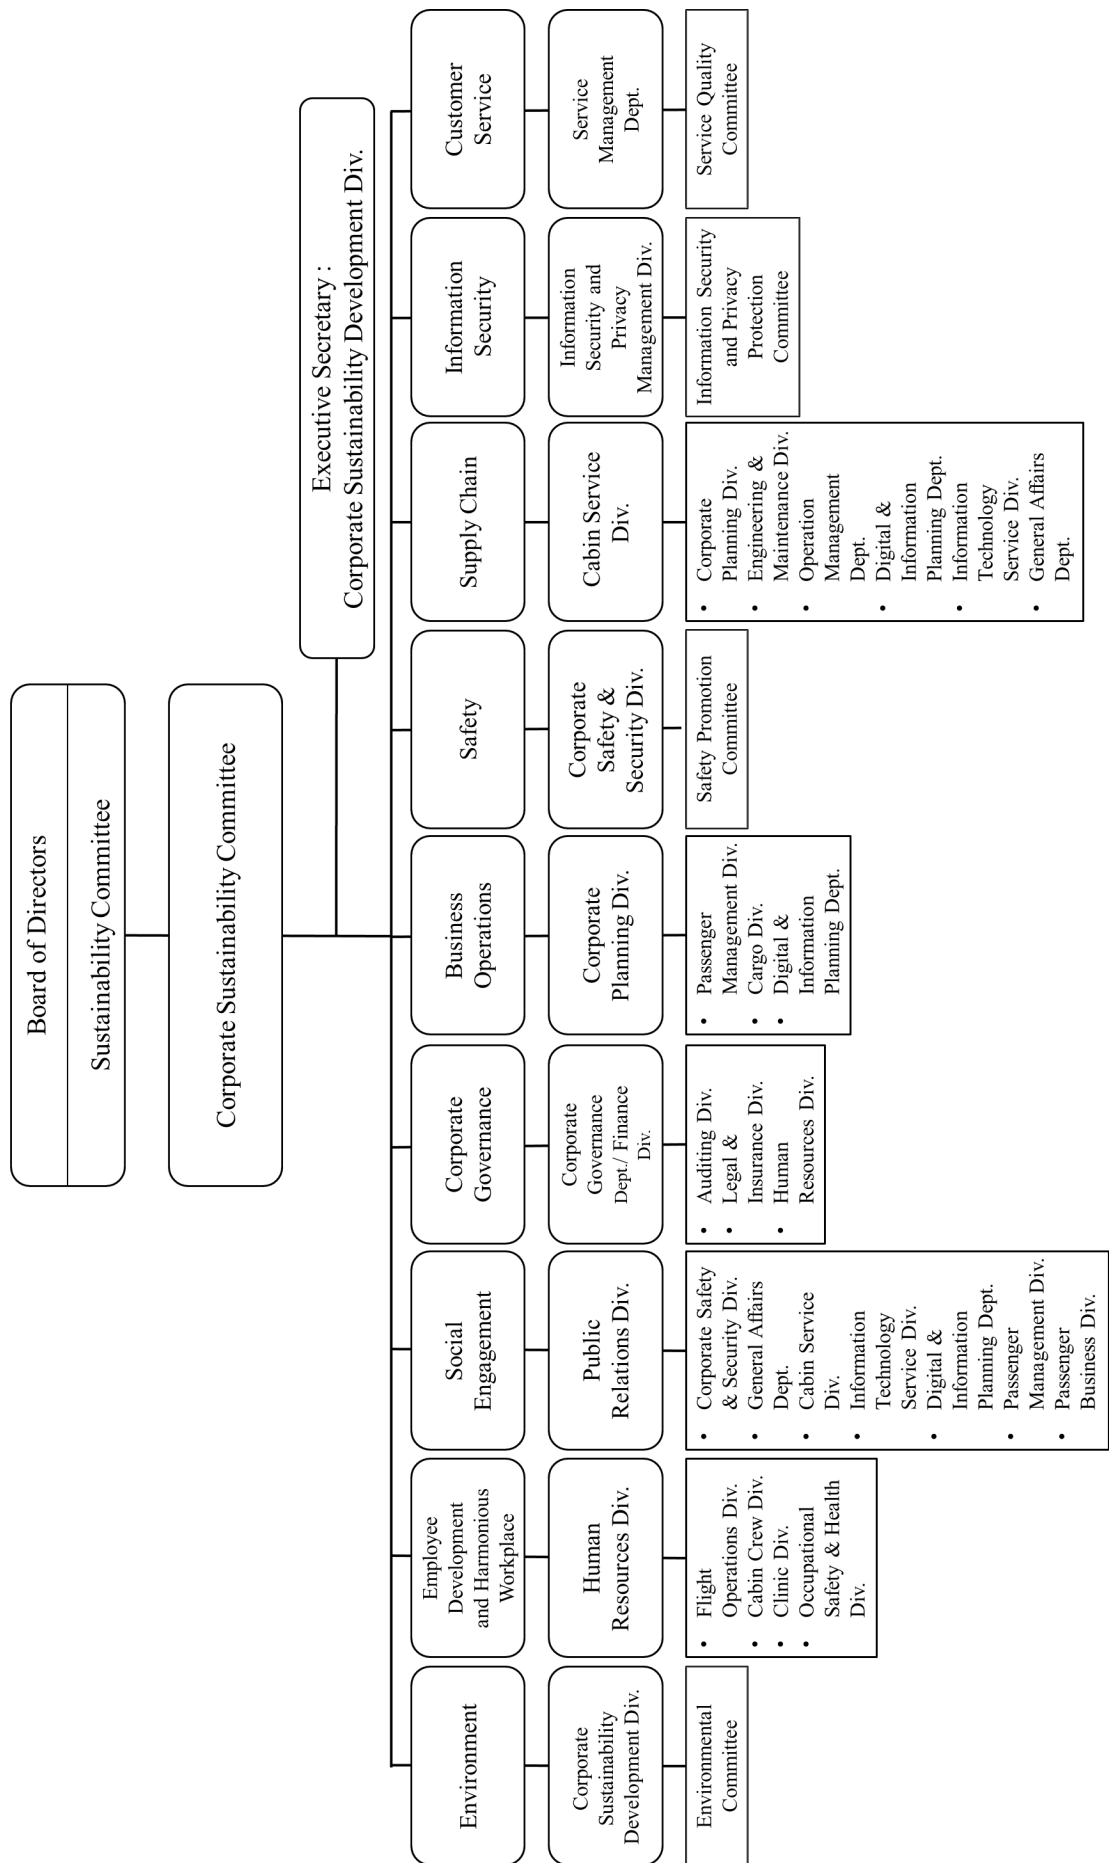 Board of Directors
Sustainability Committee
Corporate Sustainability Committee
Executive Secretary :
Corporate Sustainability Development Div.
Environment
Employee
Development
and Harmonious
Workplace
Social
Engagement
Corporate
Governance
Business
Operations
Safety
Supply Chain
Information
Security
Customer
Service
Corporate
Sustainability
Development Div.
Human
Resources Div.
Public
Relations Div.
Corporate
Governance
Dept./ Finance
Div.
Corporate
Planning Div.
Corporate
Safety &
Security Div.
Cabin Service
Div.
Information
Security and
Privacy
Management Div.
Service
Management
Dept.
Environmental
Committee
• Flight
Operations Div.
• Cabin Crew Div.
• Clinic Div.
• Occupational
Safety & Health
Div.
• Corporate Safety
& Security Div.
• General Affairs
Dept.
• Cabin Service
Div.
• Information
Technology
Service Div.
• Digital &
Information
Planning Dept.
• Passenger
Management Div.
• Passenger
Business Div.
• Auditing Div.
• Legal &
Insurance Div.
• Human
Resources Div.
• Passenger
Management Div.
• Cargo Div.
• Digital &
Information
Planning Dept.
Safety Promotion
Committee
• Corporate
Planning Div.
• Engineering &
Maintenance Div.
• Operation
Management
Dept.
• Digital &
Information
Planning Dept.
• Information
Technology
Service Div.
• General Affairs
Dept.
Information Security
and Privacy
Protection
Committee
Service Quality
Committee